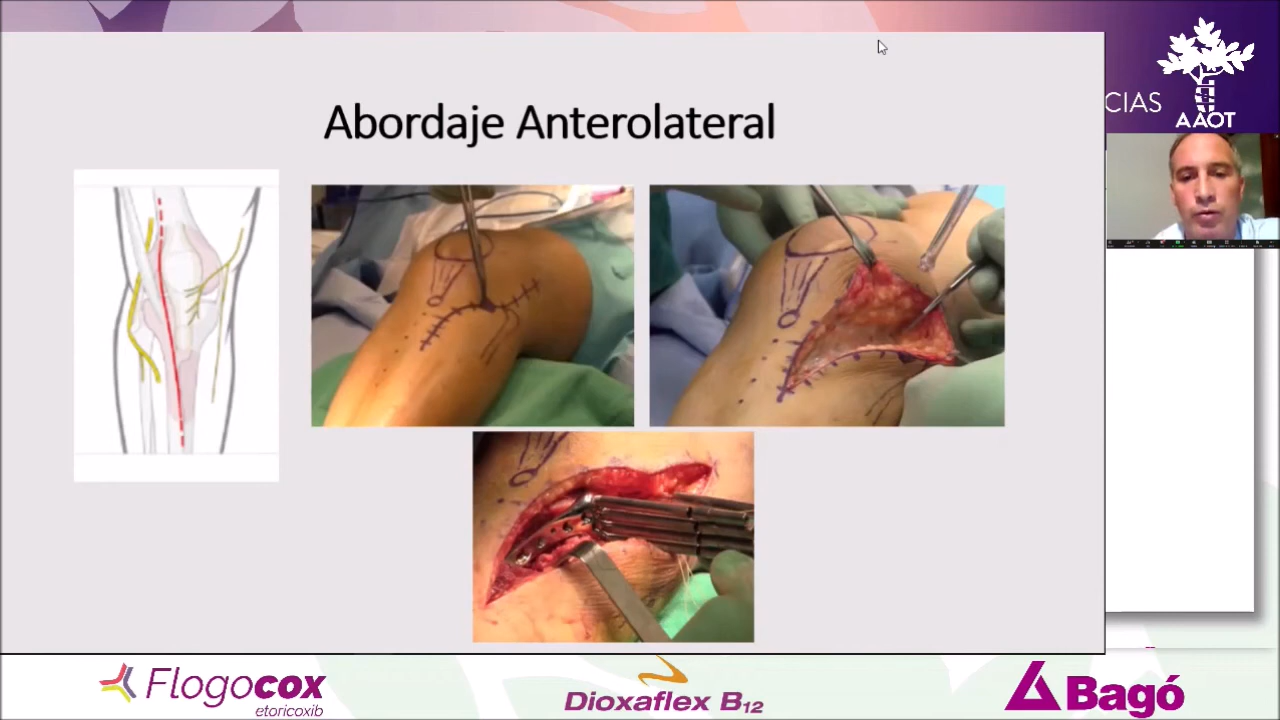 Abordaje Anterolateral
CIAS
AAOT
Flogocox
etoricoxib
Dioxaflex B12
Bagó